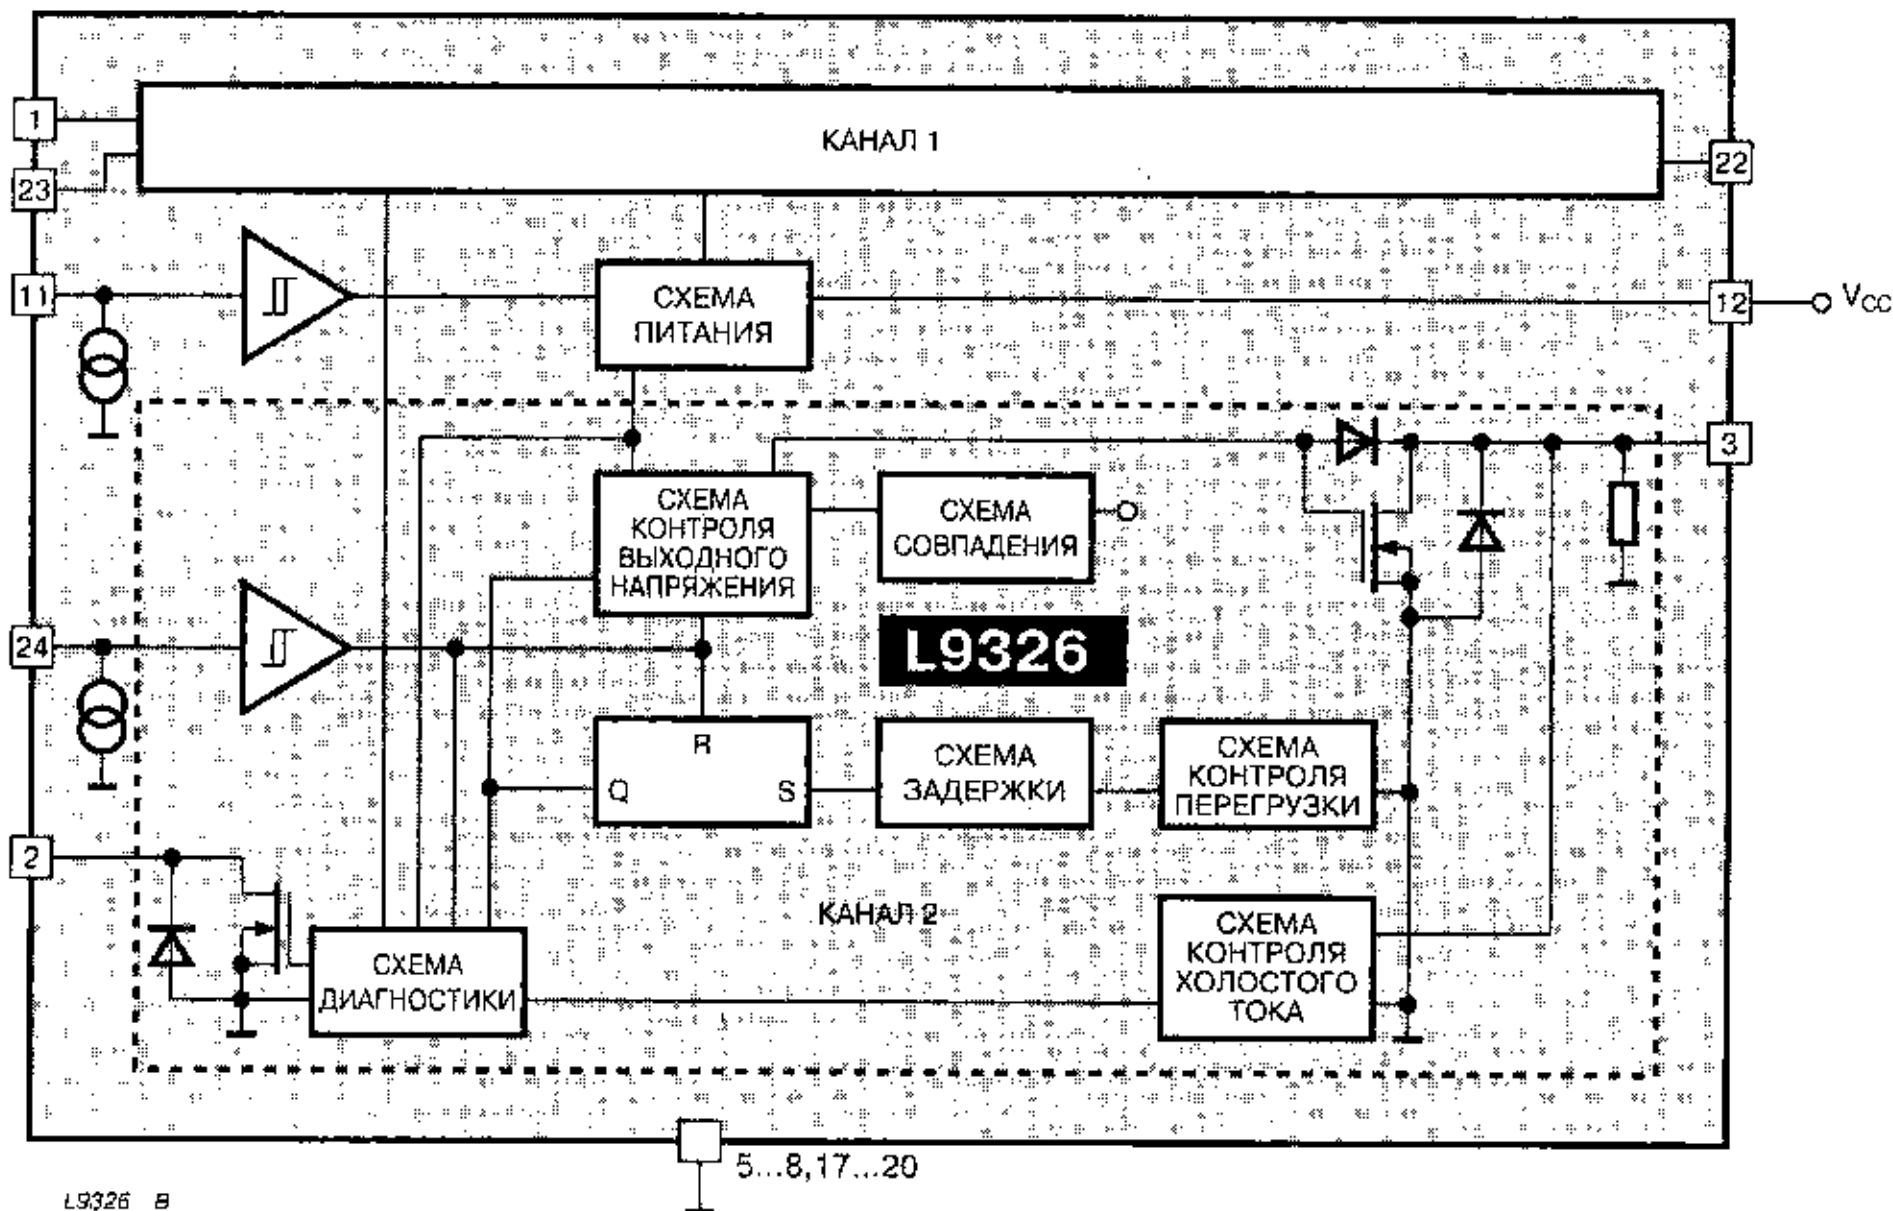 1
КАНАЛ 1
23
22
11
СХЕМА
ПИТАНИЯ
12
VCC
3
СХЕМА
КОНТРОЛЯ
ВЫХОДНОГО
НАПРЯЖЕНИЯ
СХЕМА
СОВПАДЕНИЯ
24
L9326
R
Q
S
СХЕМА
ЗАДЕРЖКИ
СХЕМА
КОНТРОЛЯ
ПЕРЕГРУЗКИ
2
КАНАЛ 2
СХЕМА
ДИАГНОСТИКИ
СХЕМА
КОНТРОЛЯ
ХОЛОСТОГО
ТОКА
5...8,17...20
L9326 B